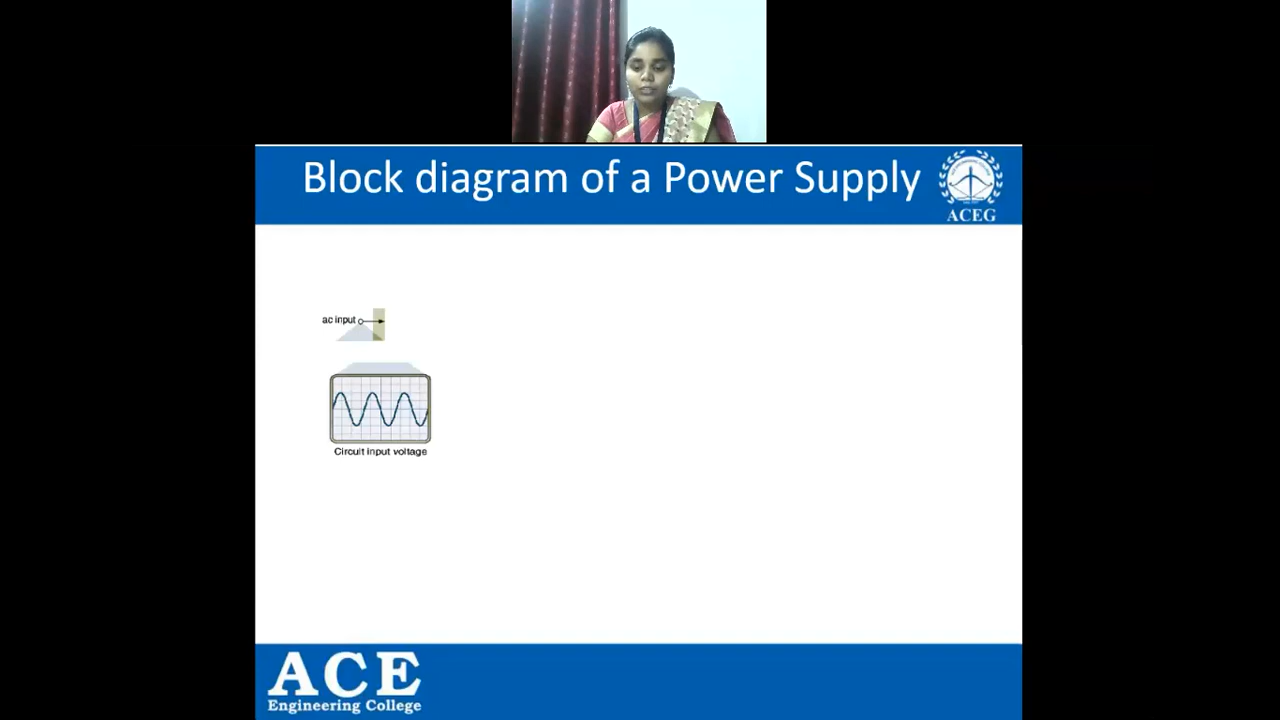 Block diagram of a Power Supply
ACEG
ac input
Circuit input voltage
ACE
Engineering College